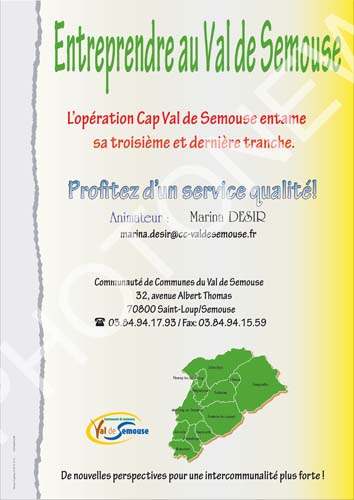 Entreprendre au Val de Semouse
L'opération Cap Val de Semouse entame
sa troisième et dernière tranche.
Profitez d'un service qualité!
Animateur : Marina DESIR
marina.desir@cc-valdesemouse.fr
Communauté de Communes du Val de Semouse
32, avenue Albert Thomas
70800 Saint-Loup/Semouse
☎ 03.84.94.17.93 / Fax: 03.84.94.15.59
Val de Semouse
De nouvelles perspectives pour une intercommunalité plus forte !